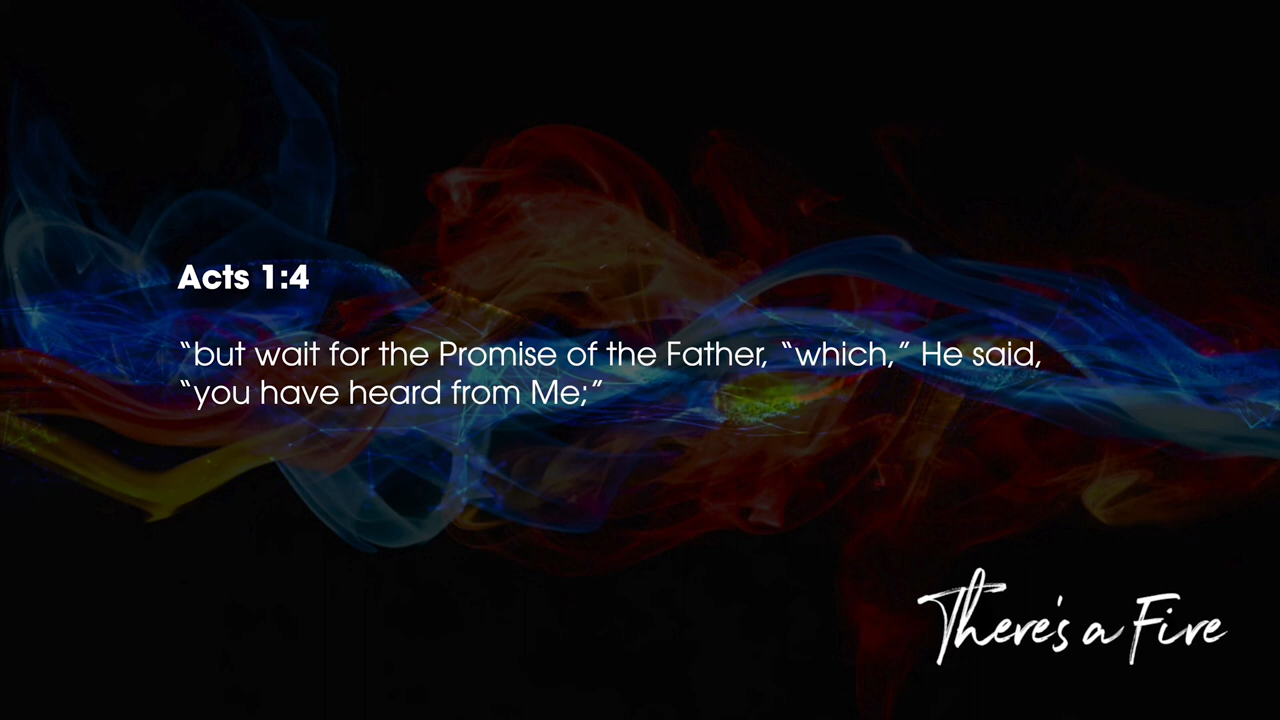 Acts 1:4
“but wait for the Promise of the Father, “which,” He said,
“you have heard from Me;”
There's a Fire